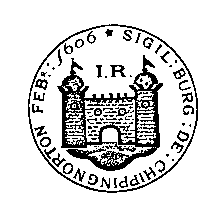 ★ SIGIL: BURG: DE: CHIPPINGNORTON FEB: : 1606
I.R.